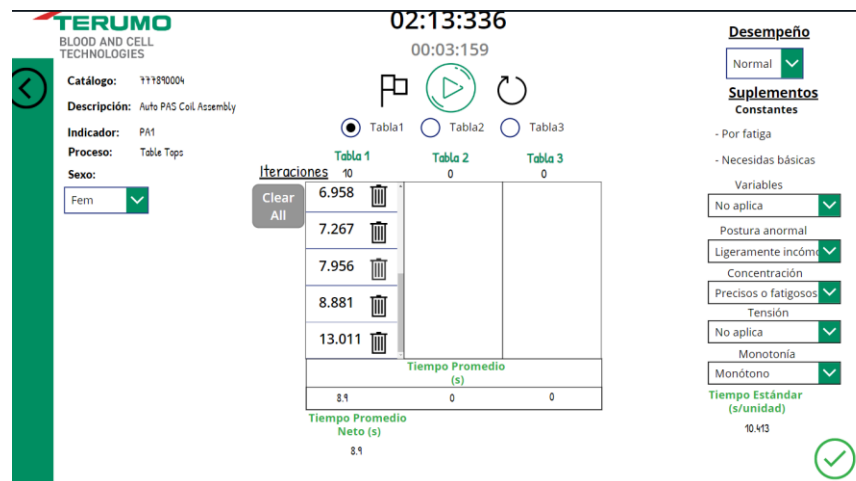 TERUMO
BLOOD AND CELL
TECHNOLOGIES
02:13:336
00:03:159
Catálogo: 777890004
Descripción: Auto PAS Coil Assembly
Indicador: PA1
Proceso: Table Tops
Sexo:
Fem
Tabla1 Tabla2 Tabla3
Tabla 1 Tabla 2 Tabla 3
Iteraciones 10 0 0
Clear
All
6.958
7.267
7.956
8.881
13.011
Tiempo Promedio
(s)
8.9 0 0
Tiempo Promedio
Neto (s)
8.9
Desempeño
Normal
Suplementos
Constantes
- Por fatiga
- Necesidas básicas
Variables
No aplica
Postura anormal
Ligeramente incóm
Concentración
Precisos o fatigosos
Tensión
No aplica
Monotonía
Monótono
Tiempo Estándar
(s/unidad)
10.413